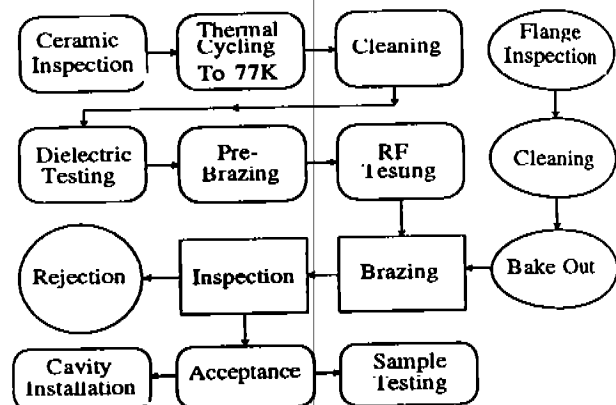 Ceramic
Inspection
Thermal
Cycling
To 77K
Cleaning
Flange
Inspection
Dielectric
Testing
Pre-
Brazing
RF
Testing
Cleaning
Rejection
Inspection
Brazing
Bake Out
Cavity
Installation
Acceptance
Sample
Testing